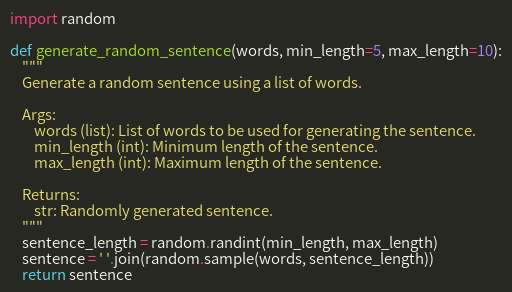 import random
def generate_random_sentence(words, min_length=5, max_length=10):
"""
Generate a random sentence using a list of words.
Args:
words (list): List of words to be used for generating the sentence.
min_length (int): Minimum length of the sentence.
max_length (int): Maximum length of the sentence.
Returns:
str: Randomly generated sentence.
"""
sentence_length = random.randint(min_length, max_length)
sentence = ' '.join(random.sample(words, sentence_length))
return sentence